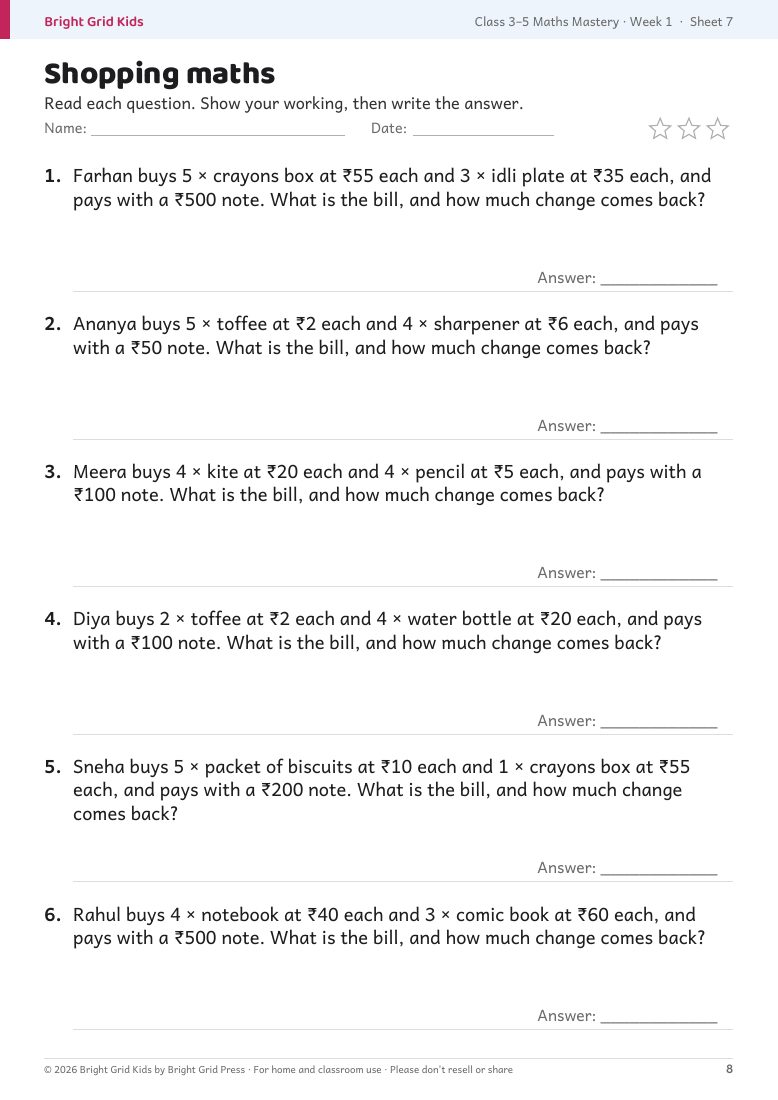 Bright Grid Kids
Class 3–5 Maths Mastery · Week 1 · Sheet 7
Shopping maths
Read each question. Show your working, then write the answer.
Name: ____________ Date: ____________
1. Farhan buys 5 × crayons box at ₹55 each and 3 × idli plate at ₹35 each, and
pays with a ₹500 note. What is the bill, and how much change comes back?
Answer: ____________
2. Ananya buys 5 × toffee at ₹2 each and 4 × sharpener at ₹6 each, and pays
with a ₹50 note. What is the bill, and how much change comes back?
Answer: ____________
3. Meera buys 4 × kite at ₹20 each and 4 × pencil at ₹5 each, and pays with a
₹100 note. What is the bill, and how much change comes back?
Answer: ____________
4. Diya buys 2 × toffee at ₹2 each and 4 × water bottle at ₹20 each, and pays
with a ₹100 note. What is the bill, and how much change comes back?
Answer: ____________
5. Sneha buys 5 × packet of biscuits at ₹10 each and 1 × crayons box at ₹55
each, and pays with a ₹200 note. What is the bill, and how much change
comes back?
Answer: ____________
6. Rahul buys 4 × notebook at ₹40 each and 3 × comic book at ₹60 each, and
pays with a ₹500 note. What is the bill, and how much change comes back?
Answer: ____________
© 2026 Bright Grid Kids by Bright Grid Press · For home and classroom use · Please don't resell or share
8